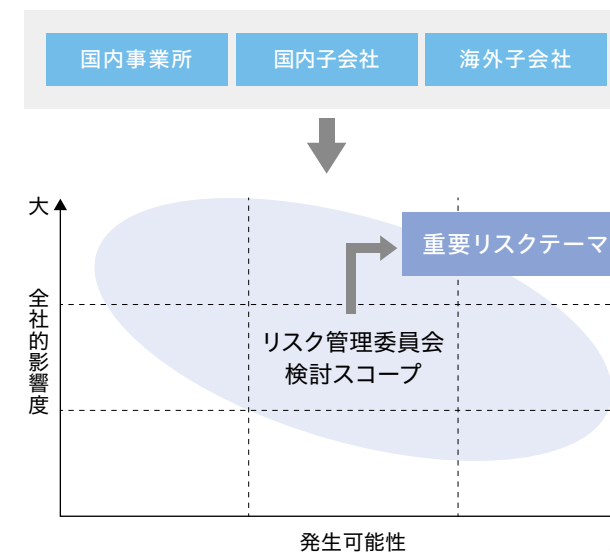 国内事業所
国内子会社
海外子会社
大
重要リスクテーマ
全社的影響度
リスク管理委員会
検討スコープ
発生可能性